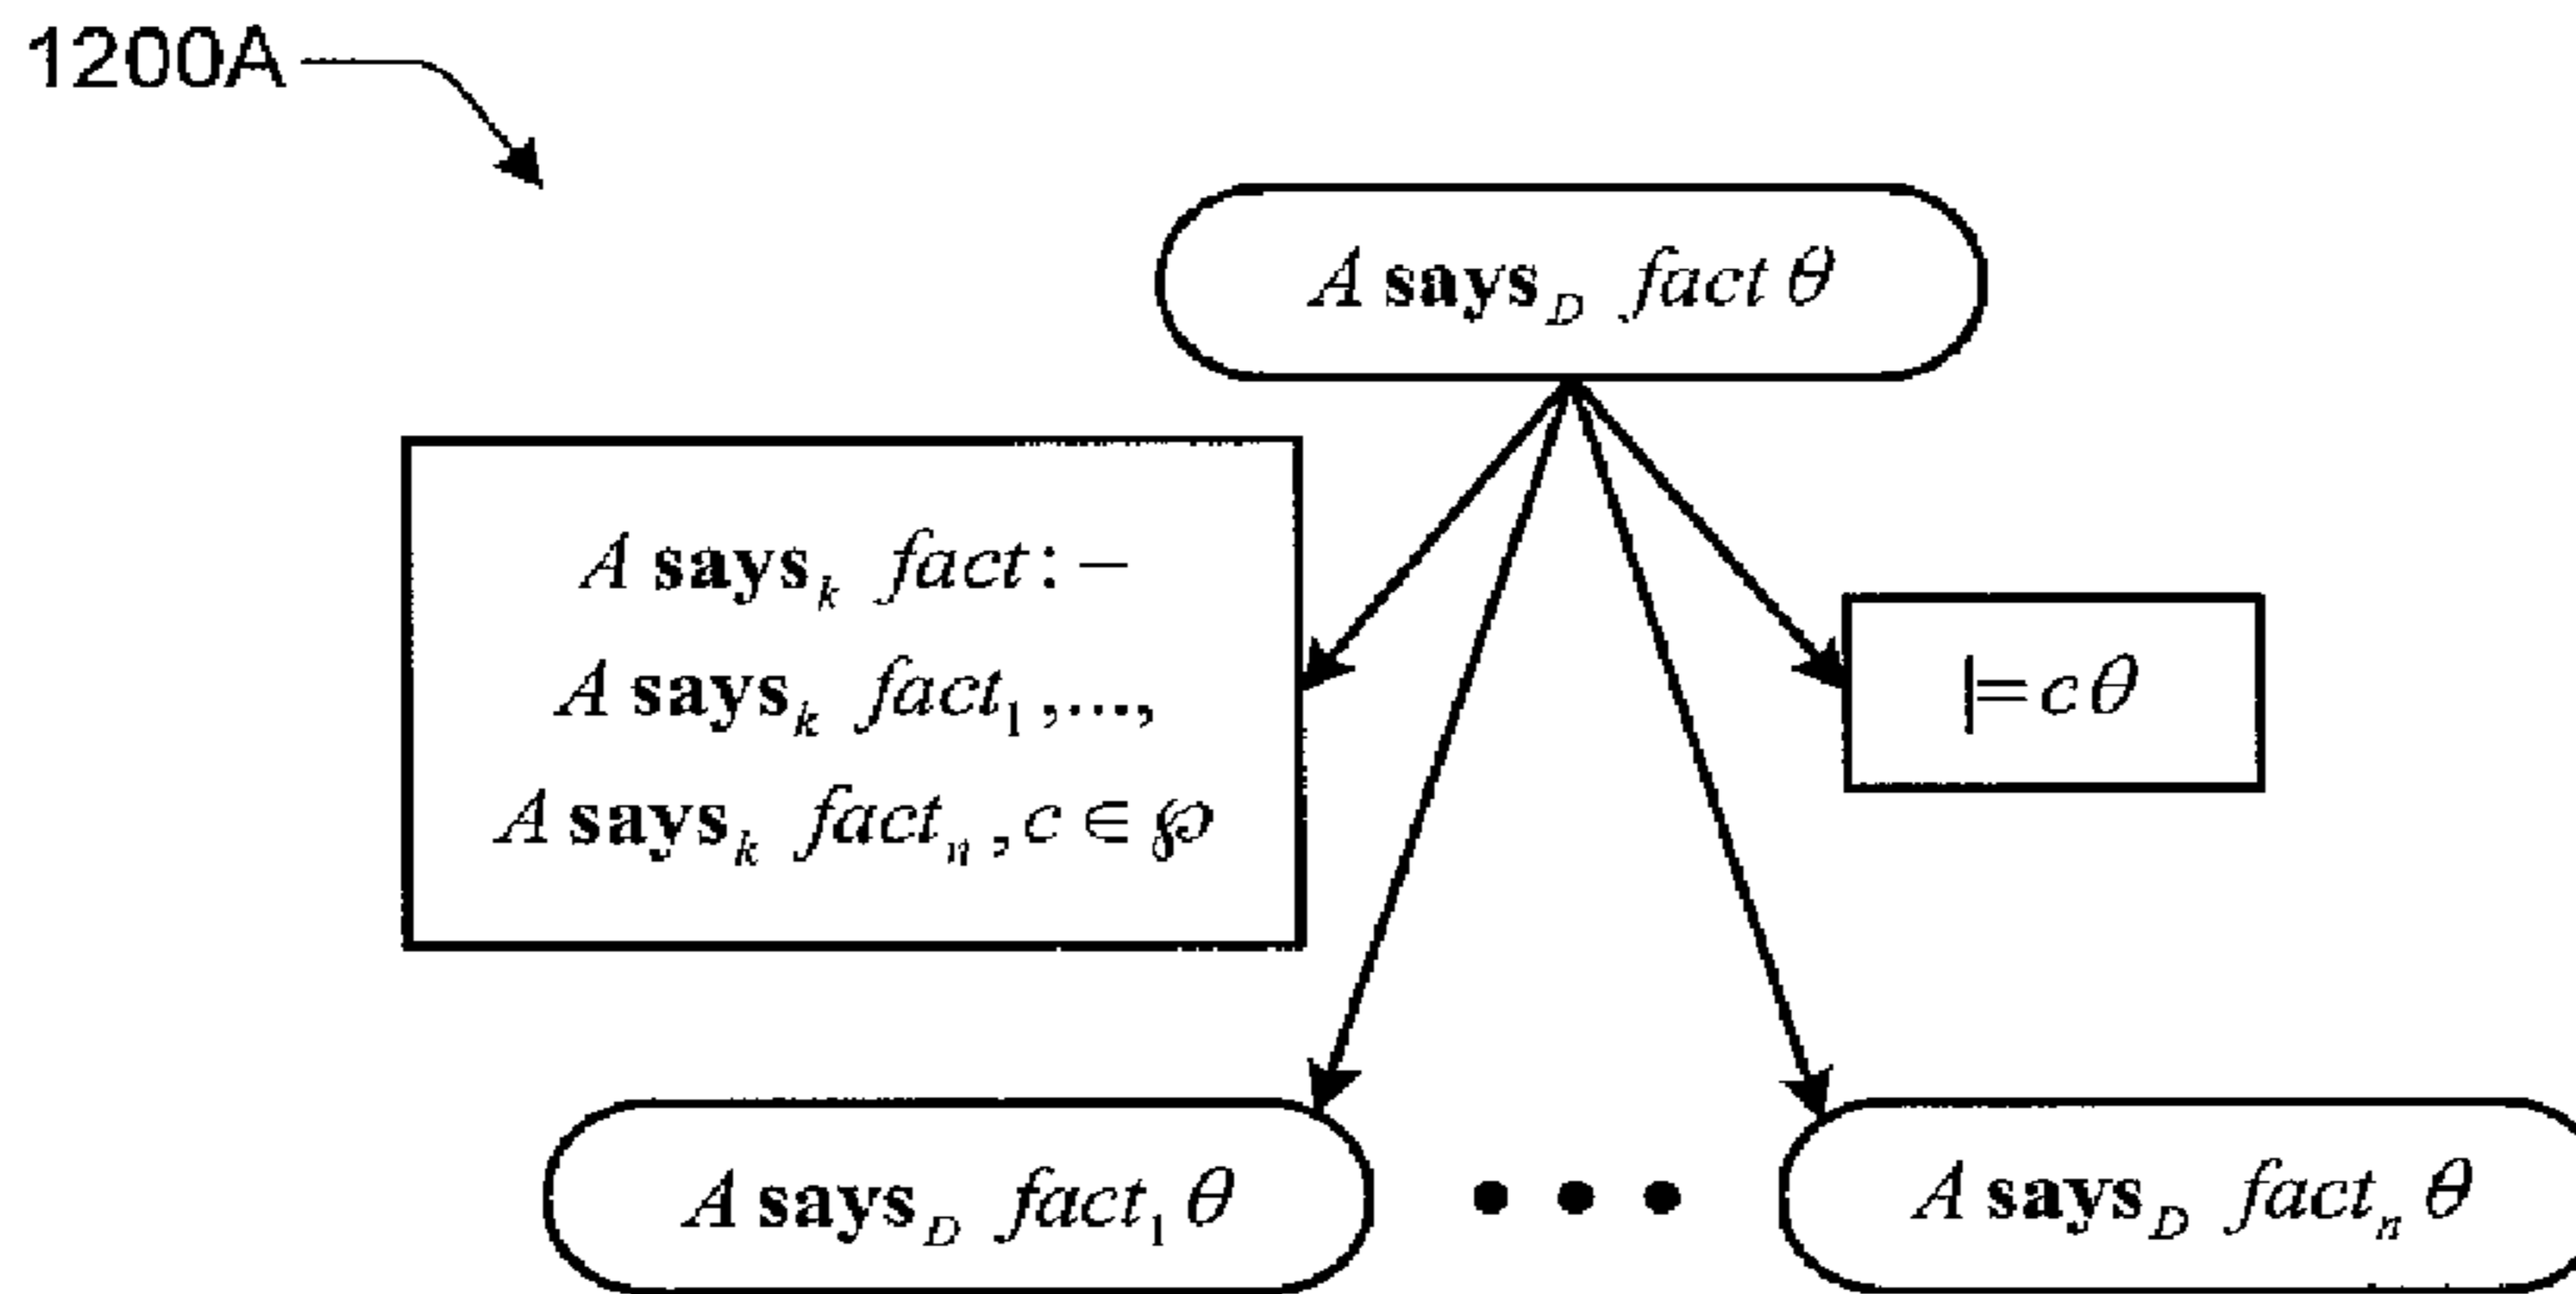 1200A
A says_D fact θ
A says_k fact :–
A says_k fact_1 ,...,
A says_k fact_n , c ∈ ℘
|= c θ
A says_D fact_1 θ
• • •
A says_D fact_n θ